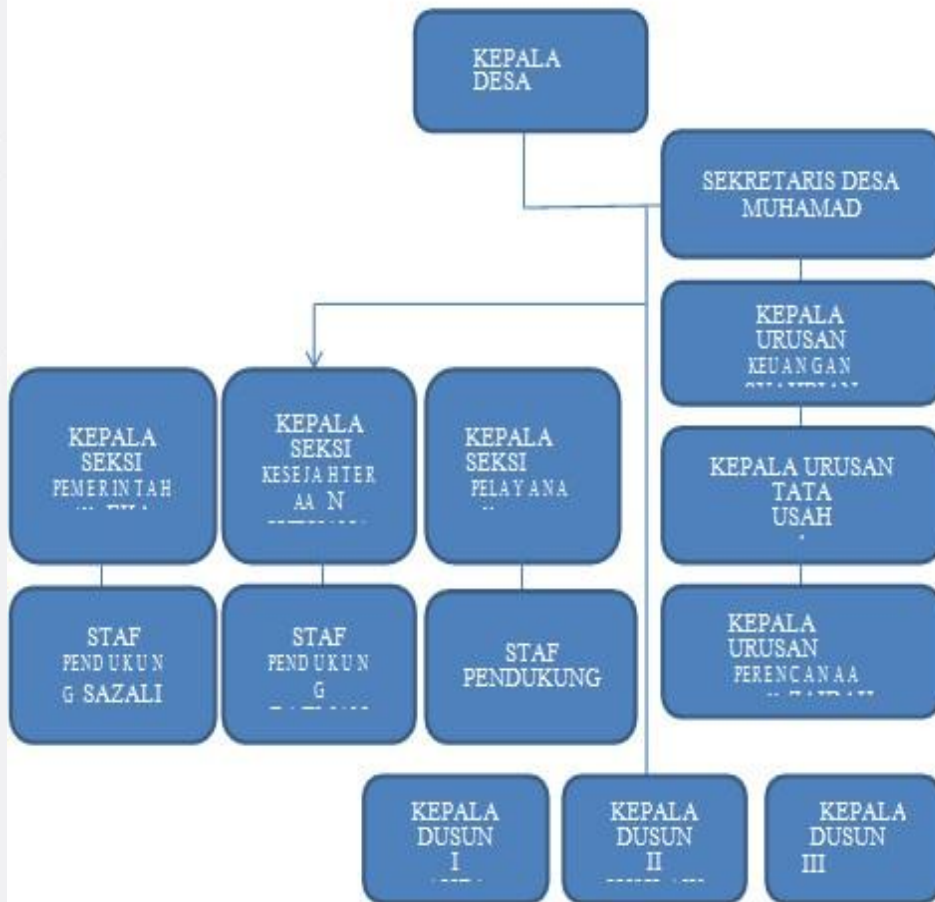 KEPALA
DESA
SEKRETARIS DESA
MUHAMAD
KEPALA
URUSAN
KEUANGAN
KEPALA
SEKSI
PEMERINTAH
KEPALA
SEKSI
KESEJAHTER
AA N
KEPALA
SEKSI
PELAYANA
KEPALA URUSAN
TATA
USAH
STAF
PENDUKUN
G SAZALI
STAF
PENDUKUN
G
STAF
PENDUKUNG
KEPALA
URUSAN
PERENCANAA
KEPALA
DUSUN
I
KEPALA
DUSUN
II
KEPALA
DUSUN
III